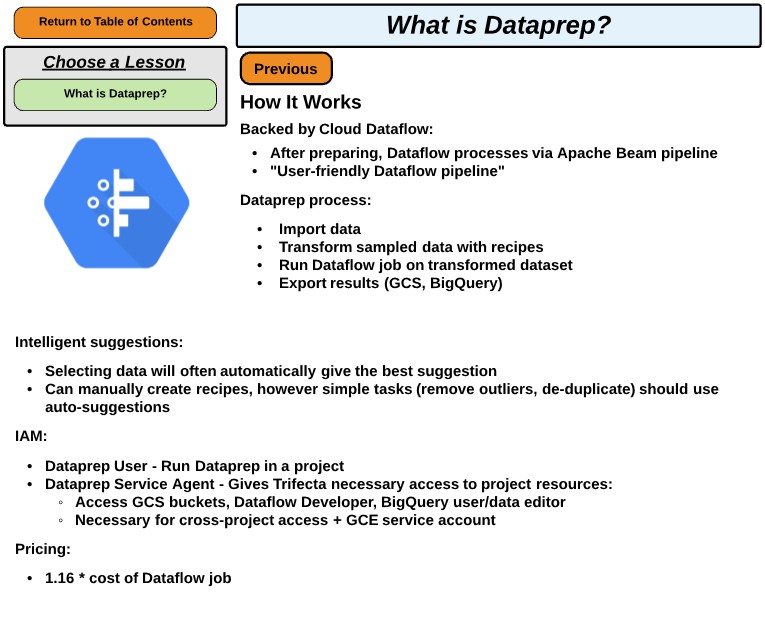 Return to Table of Contents
What is Dataprep?
Choose a Lesson
What is Dataprep?
Previous
How It Works
Backed by Cloud Dataflow:
• After preparing, Dataflow processes via Apache Beam pipeline
• "User-friendly Dataflow pipeline"
Dataprep process:
• Import data
• Transform sampled data with recipes
• Run Dataflow job on transformed dataset
• Export results (GCS, BigQuery)
Intelligent suggestions:
• Selecting data will often automatically give the best suggestion
• Can manually create recipes, however simple tasks (remove outliers, de-duplicate) should use
auto-suggestions
IAM:
• Dataprep User - Run Dataprep in a project
• Dataprep Service Agent - Gives Trifecta necessary access to project resources:
◦ Access GCS buckets, Dataflow Developer, BigQuery user/data editor
◦ Necessary for cross-project access + GCE service account
Pricing:
• 1.16 * cost of Dataflow job